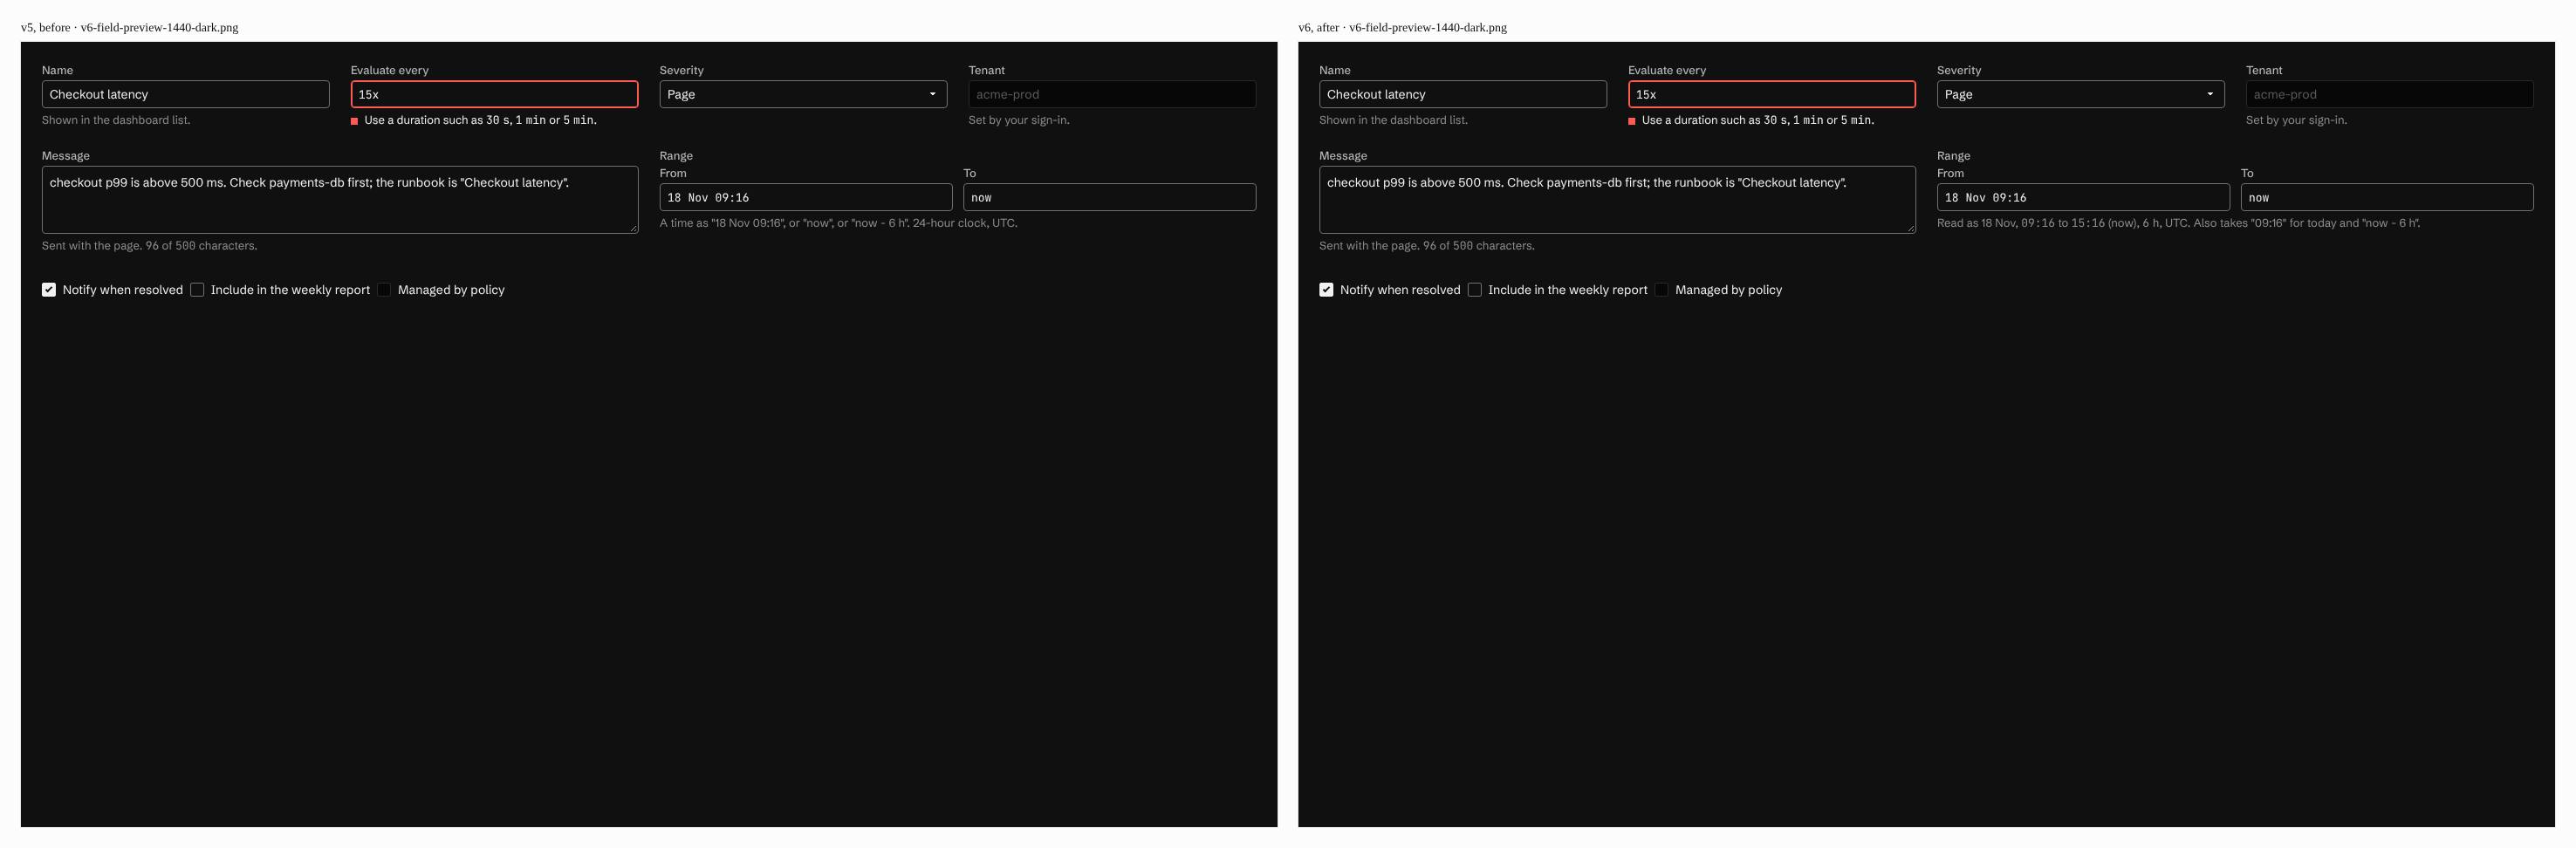 v5, before · v6-field-preview-1440-dark.png
Name
Evaluate every
Severity
Tenant
Checkout latency
15x
Page
acme-prod
Shown in the dashboard list.
Use a duration such as 30 s, 1 min or 5 min.
Set by your sign-in.
Message
Range
From
To
checkout p99 is above 500 ms. Check payments-db first; the runbook is "Checkout latency".
18 Nov 09:16
now
A time as "18 Nov 09:16", or "now", or "now - 6 h". 24-hour clock, UTC.
Sent with the page. 96 of 500 characters.
Notify when resolved
Include in the weekly report
Managed by policy
v6, after · v6-field-preview-1440-dark.png
Name
Evaluate every
Severity
Tenant
Checkout latency
15x
Page
acme-prod
Shown in the dashboard list.
Use a duration such as 30 s, 1 min or 5 min.
Set by your sign-in.
Message
Range
From
To
checkout p99 is above 500 ms. Check payments-db first; the runbook is "Checkout latency".
18 Nov 09:16
now
Read as 18 Nov, 09:16 to 15:16 (now), 6 h, UTC. Also takes "09:16" for today and "now - 6 h".
Sent with the page. 96 of 500 characters.
Notify when resolved
Include in the weekly report
Managed by policy